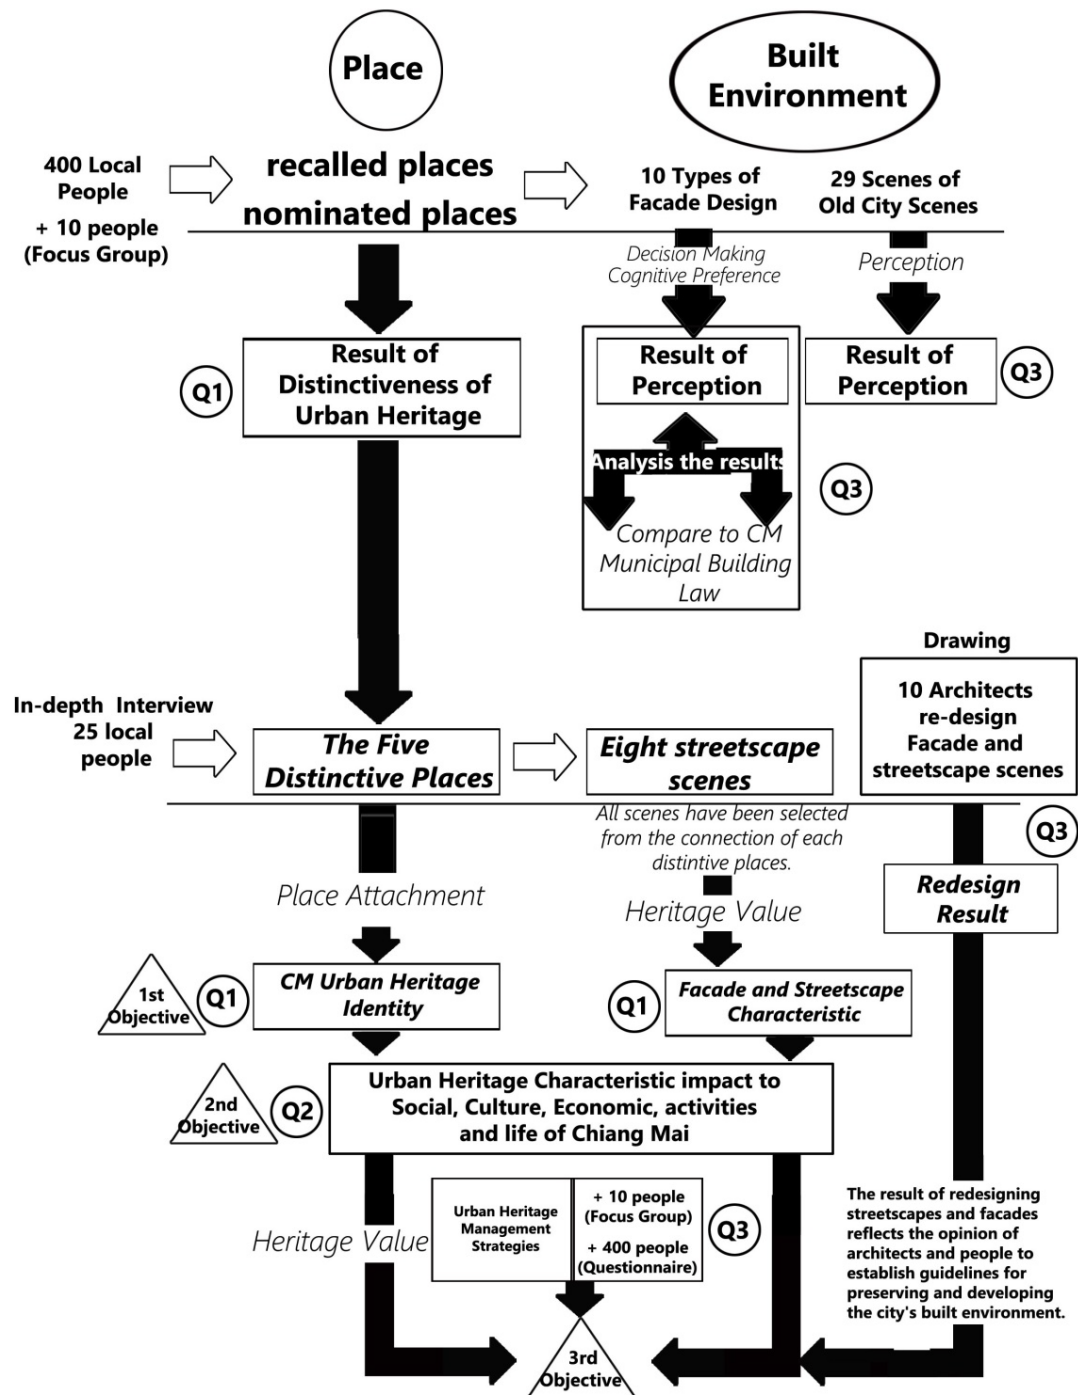 Place
Built
Environment
400 Local
People
+ 10 people
(Focus Group)
recalled places
nominated places
10 Types of
Facade Design
29 Scenes of
Old City Scenes
Decision Making
Cognitive Preference
Perception
Q1
Result of
Distinctiveness of
Urban Heritage
Result of
Perception
Result of
Perception
Q3
Analysis the results
Q3
Compare to CM
Municipal Building
Law
Drawing
10 Architects
re-design
Facade and
streetscape scenes
In-depth Interview
25 local
people
The Five
Distinctive Places
Eight streetscape
scenes
All scenes have been selected
from the connection of each
distintive places.
Q3
Place Attachment
Heritage Value
Redesign
Result
1st
Objective
Q1
CM Urban Heritage
Identity
Q1
Facade and Streetscape
Characteristic
2nd
Objective
Q2
Urban Heritage Characteristic impact to
Social, Culture, Economic, activities
and life of Chiang Mai
Heritage Value
Urban Heritage
Management
Strategies
+ 10 people
(Focus Group)
+ 400 people
(Questionnaire)
Q3
The result of redesigning
streetscapes and facades
reflects the opinion of
architects and people to
establish guidelines for
preserving and developing
the city's built environment.
3rd
Objective